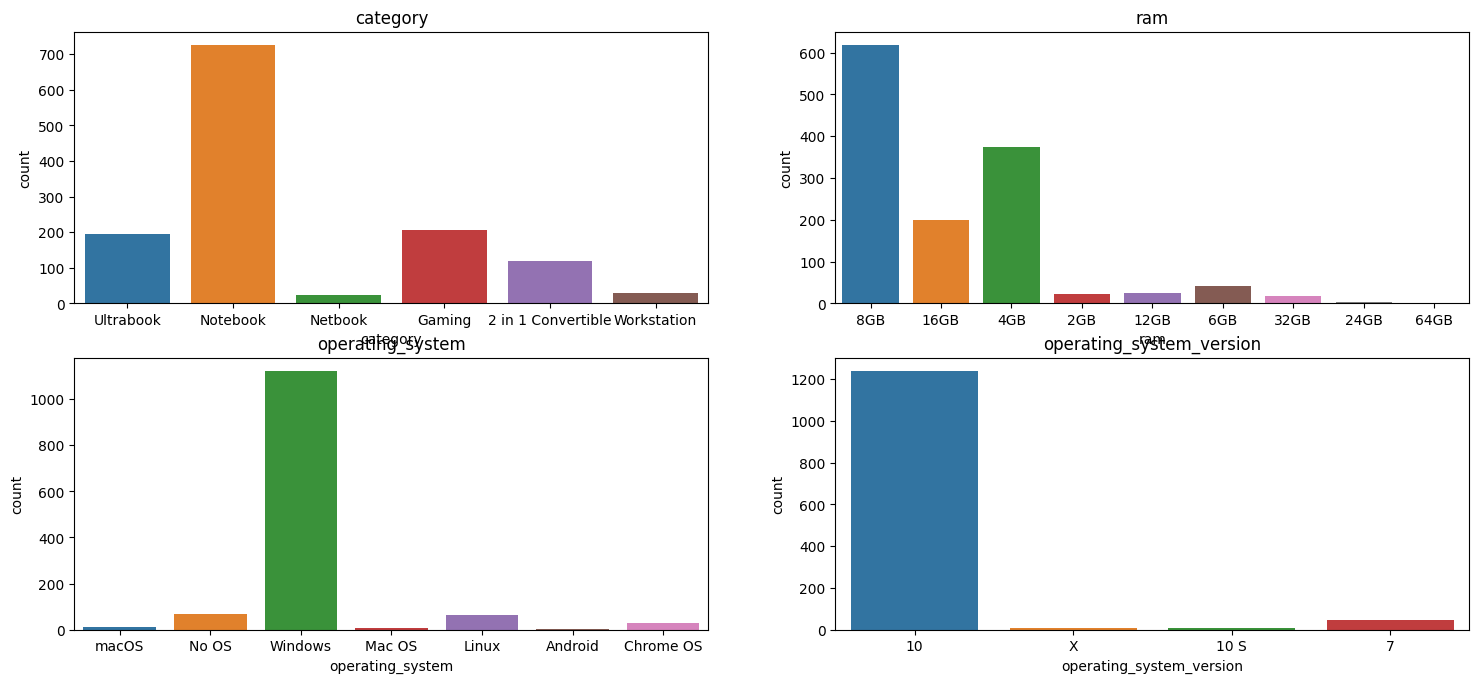 category
700
600
500
400
300
200
100
0
count
Ultrabook Notebook Netbook Gaming 2 in 1 Convertible Workstation
category
ram
600
500
400
300
200
100
0
count
8GB 16GB 4GB 2GB 12GB 6GB 32GB 24GB 64GB
ram
operating_system
1000
800
600
400
200
0
count
macOS No OS Windows Mac OS Linux Android Chrome OS
operating_system
operating_system_version
1200
1000
800
600
400
200
0
count
10 X 10 S 7
operating_system_version